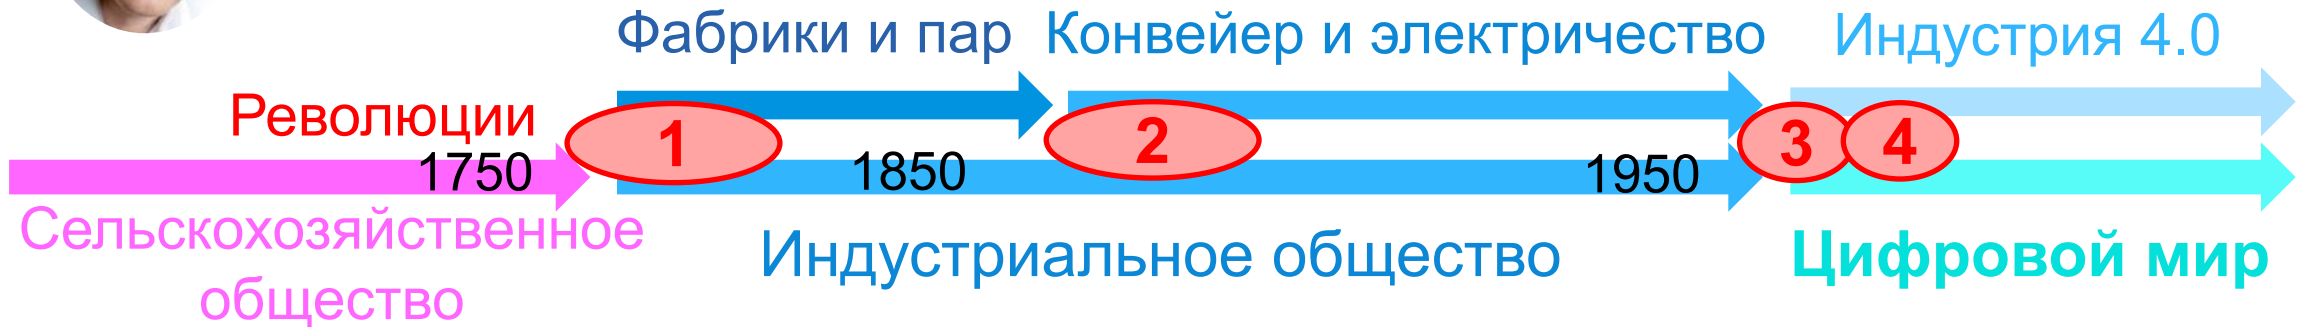 Фабрики и пар
Конвейер и электричество
Индустрия 4.0
Революции
1
2
3
4
1750
1850
1950
Сельскохозяйственное
общество
Индустриальное общество
Цифровой мир